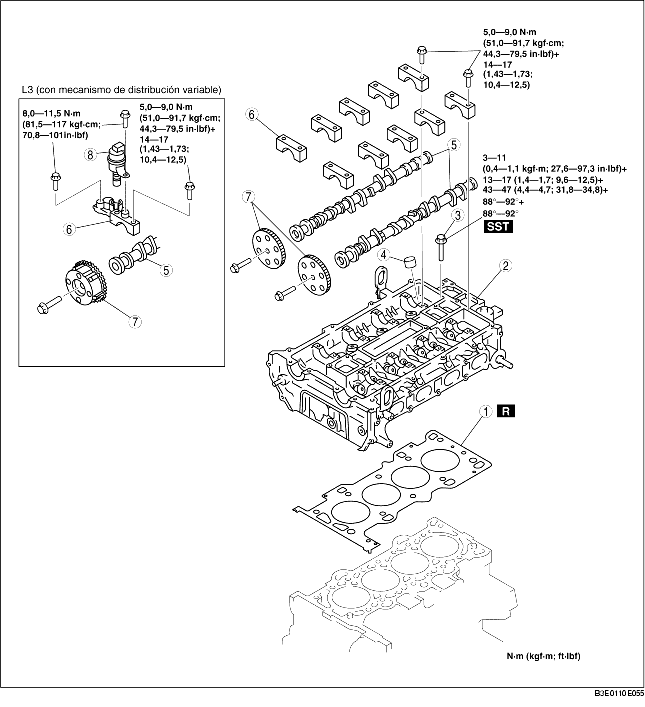 5,0—9,0 N·m
(51,0—91,7 kgf·cm;
44,3—79,5 in·lbf)+
14—17
(1,43—1,73;
10,4—12,5)
L3 (con mecanismo de distribución variable)
8,0—11,5 N·m
(81,5—117 kgf·cm;
70,8—101in·lbf)
5,0—9,0 N·m
(51,0—91,7 kgf·cm;
44,3—79,5 in·lbf)+
14—17
(1,43—1,73;
10,4—12,5)
8
6
5
7
6
5
7
3—11
(0,4—1,1 kgf·m; 27,6—97,3 in·lbf)+
13—17 (1,4—1,7; 9,6—12,5)+
43—47 (4,4—4,7; 31,8—34,8)+
88°—92°+
88°—92°
SST
3
4
2
1 R
N·m (kgf·m; ft·lbf)
B3E0110E055